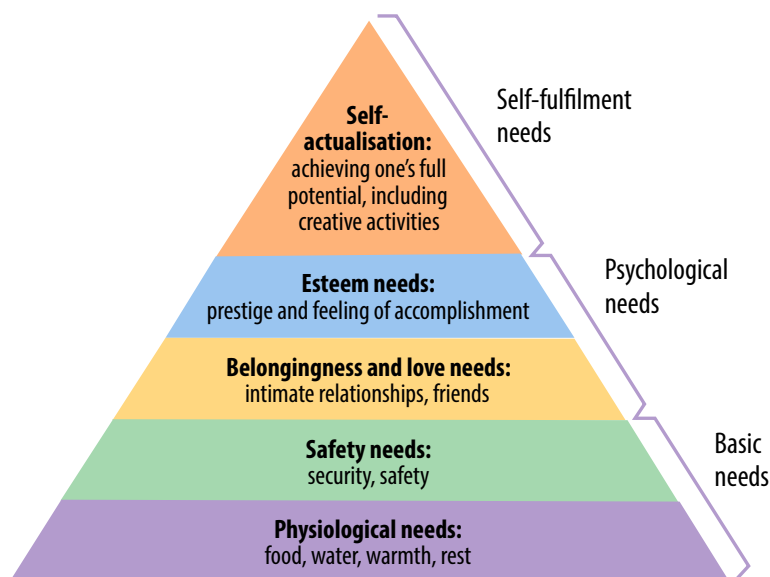 Self-
actualisation:
achieving one's full
potential, including
creative activities
Self-fulfilment
needs
Esteem needs:
prestige and feeling of accomplishment
Psychological
needs
Belongingness and love needs:
intimate relationships, friends
Safety needs:
security, safety
Basic
needs
Physiological needs:
food, water, warmth, rest